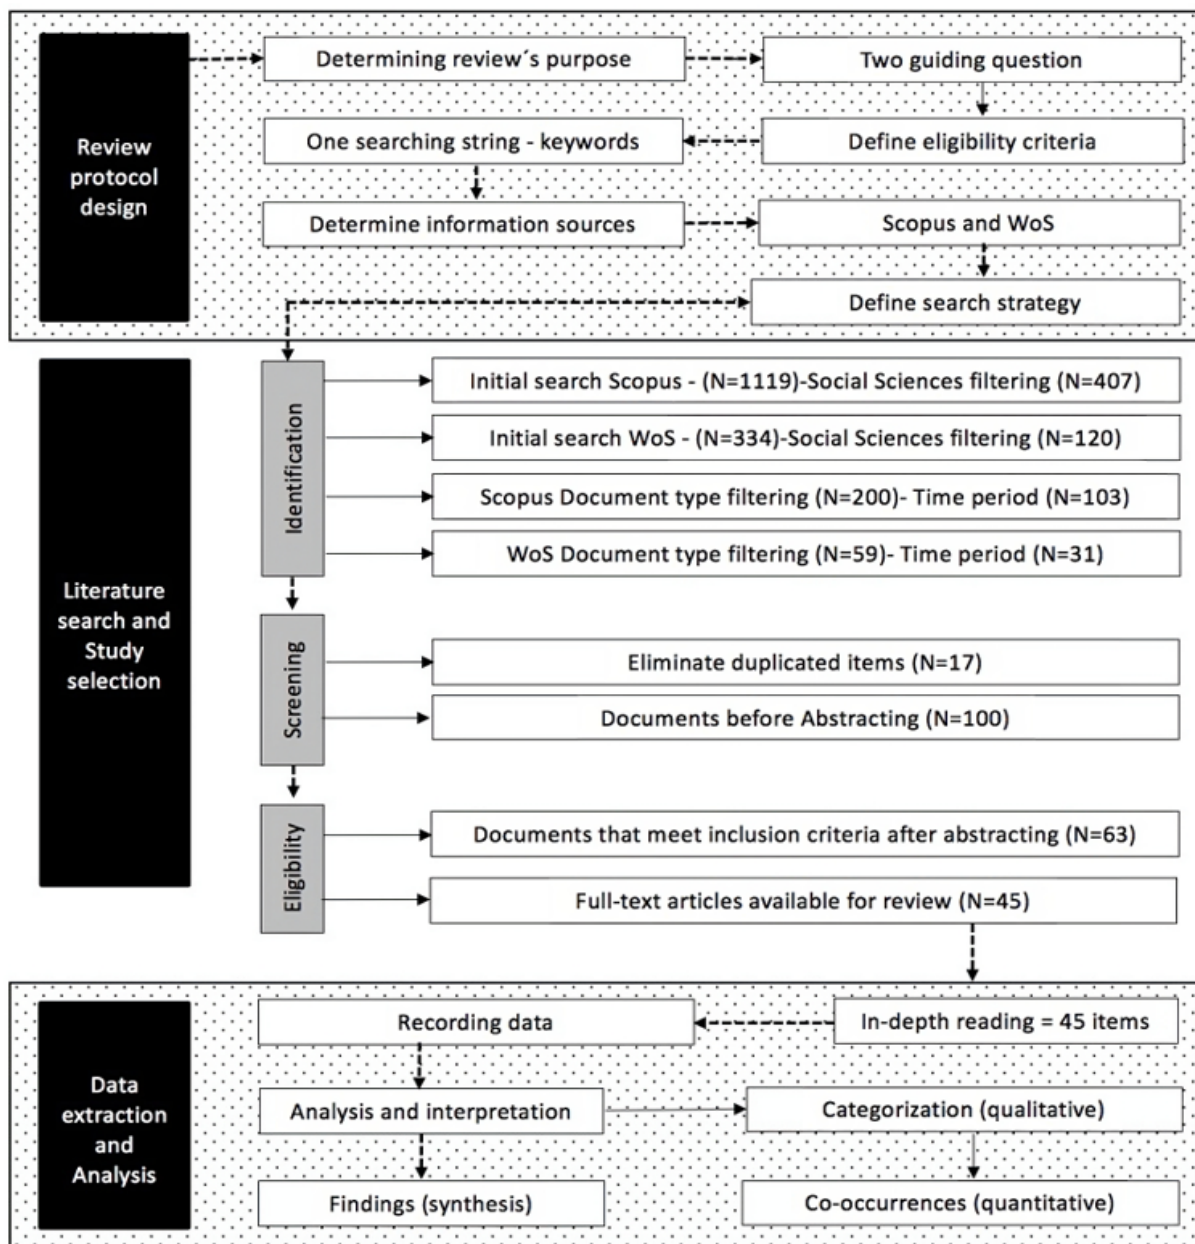 Review
protocol
design
Determining review´s purpose
Two guiding question
Define eligibility criteria
One searching string - keywords
Determine information sources
Scopus and WoS
Define search strategy
Literature
search and
Study
selection
Identification
Initial search Scopus - (N=1119)-Social Sciences filtering (N=407)
Initial search WoS - (N=334)-Social Sciences filtering (N=120)
Scopus Document type filtering (N=200)- Time period (N=103)
WoS Document type filtering (N=59)- Time period (N=31)
Screening
Eliminate duplicated items (N=17)
Documents before Abstracting (N=100)
Eligibility
Documents that meet inclusion criteria after abstracting (N=63)
Full-text articles available for review (N=45)
Data
extraction
and
Analysis
In-depth reading = 45 items
Recording data
Analysis and interpretation
Categorization (qualitative)
Findings (synthesis)
Co-occurrences (quantitative)